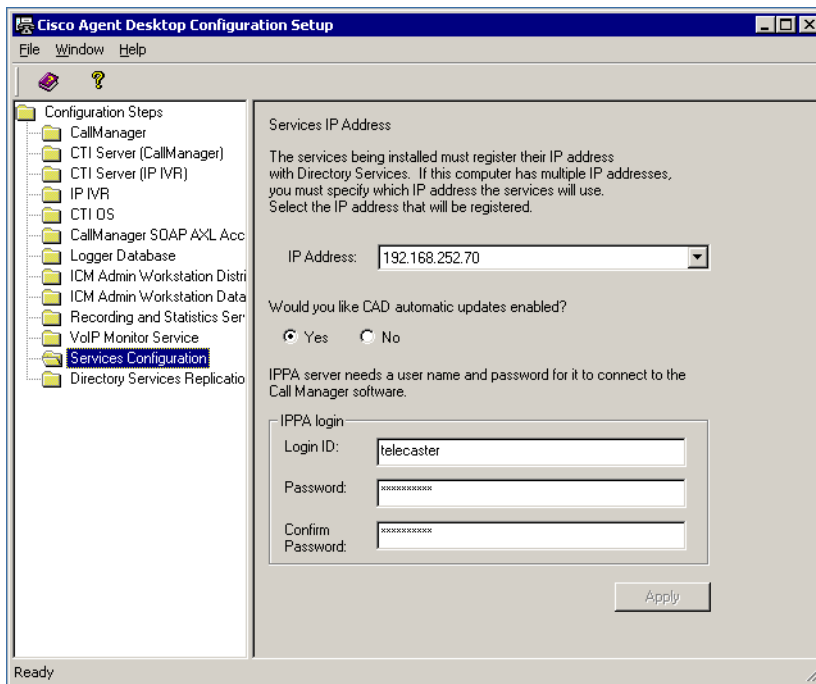 Cisco Agent Desktop Configuration Setup
File Window Help
Configuration Steps
CallManager
CTI Server (CallManager)
CTI Server (IP IVR)
IP IVR
CTI OS
CallManager SOAP AXL Acc
Logger Database
ICM Admin Workstation Distri
ICM Admin Workstation Data
Recording and Statistics Ser
VoIP Monitor Service
Services Configuration
Directory Services Replicatio
Services IP Address
The services being installed must register their IP address
with Directory Services. If this computer has multiple IP addresses,
you must specify which IP address the services will use.
Select the IP address that will be registered.
IP Address: 192.168.252.70
Would you like CAD automatic updates enabled?
Yes No
IPPA server needs a user name and password for it to connect to the
Call Manager software.
IPPA login
Login ID: telecaster
Password: **********
Confirm
Password: **********
Apply
Ready